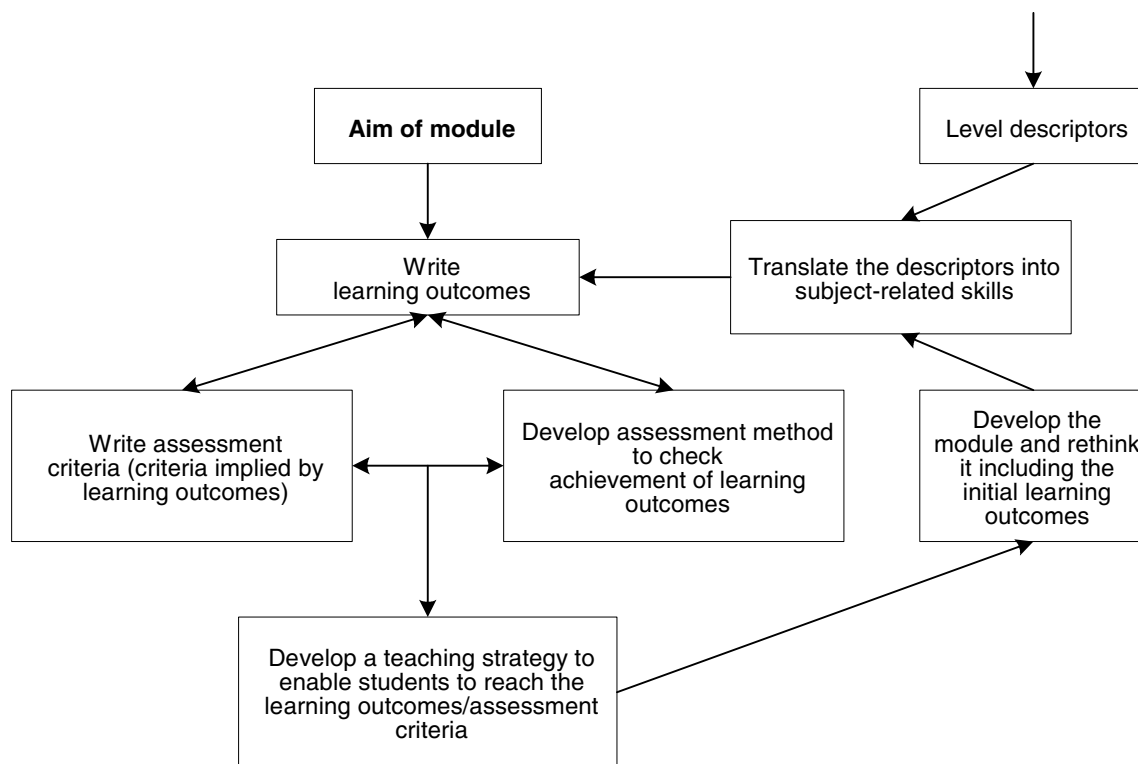 Aim of module
Level descriptors
Write
learning outcomes
Translate the descriptors into
subject-related skills
Write assessment
criteria (criteria implied by
learning outcomes)
Develop assessment method
to check
achievement of learning
outcomes
Develop the
module and rethink
it including the
initial learning
outcomes
Develop a teaching strategy to
enable students to reach the
learning outcomes/assessment
criteria